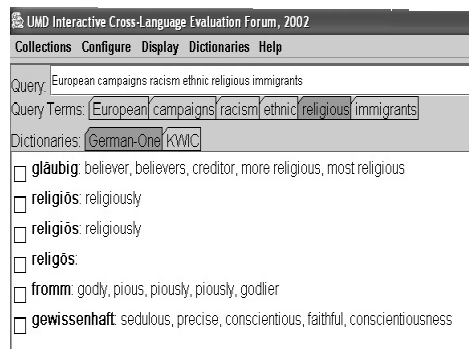 UMD Interactive Cross-Language Evaluation Forum, 2002
Collections Configure Display Dictionaries Help
Query: European campaigns racism ethnic religious immigrants
Query Terms: European campaigns racism ethnic religious immigrants
Dictionaries: German-One KWIC
gläubig: believer, believers, creditor, more religious, most religious
religiös: religiously
religiös: religiously
religös:
fromm: godly, pious, piously, piously, godlier
gewissenhaft: sedulous, precise, conscientious, faithful, conscientiousness